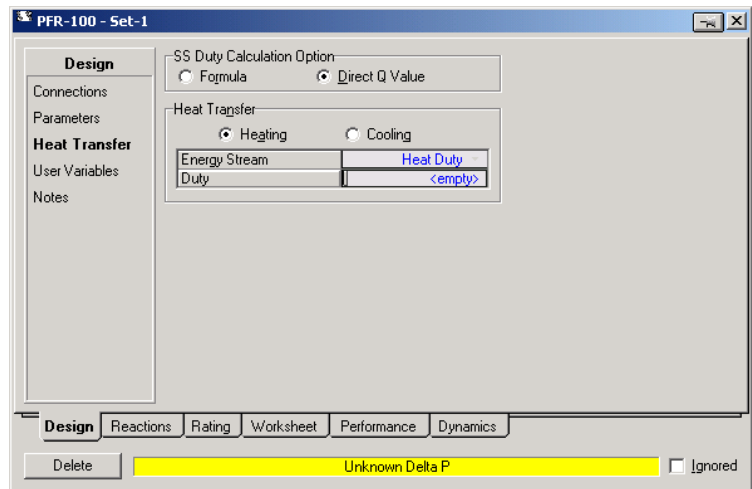 PFR-100 - Set-1
Design
Connections
Parameters
Heat Transfer
User Variables
Notes
SS Duty Calculation Option
Formula Direct Q Value
Heat Transfer
Heating Cooling
Energy Stream Heat Duty
Duty <empty>
Design Reactions Rating Worksheet Performance Dynamics
Delete Unknown Delta P Ignored